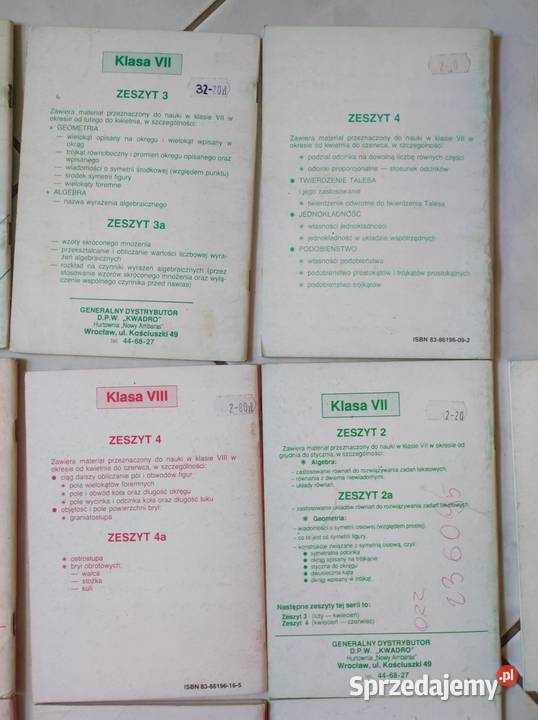 Klasa VII
ZESZYT 3
32-20zł
Zawiera materiał przeznaczony do nauki w klasie VII w
okresie od lutego do kwietnia, w szczególności:
• GEOMETRIA
— wielokąt opisany na okręgu i wielokąt wpisany w
okrąg
— trójkąt równoboczny i promień okręgu opisanego oraz
wpisanego
— wiadomości o symetrii środkowej (względem punktu)
— środek symetrii figury
— wielokąty foremne
• ALGEBRA
— nazwa wyrażenia algebraicznego
ZESZYT 3a
— wzory skróconego mnożenia
— przekształcanie i obliczanie wartości liczbowej wyra-
żeń algebraicznych
— rozkład na czynniki wyrażeń algebraicznych (przez
stosowanie wzorów skróconego mnożenia oraz wyłą-
czenie wspólnego czynnika przed nawias)
GENERALNY DYSTRYBUTOR
D.P.W. „KWADRO"
Hurtownia „Nowy Ambaras"
Wrocław, ul. Kościuszki 49
tel. 44-68-27
ZESZYT 4
Zawiera materiał przeznaczony do nauki w klasie VII w
okresie od kwietnia do czerwca, w szczególności:
• podział odcinka na dowolną liczbę równych części
• odcinki proporcjonalne — stosunek odcinków
● TWIERDZENIE TALESA
i jego zastosowanie
• twierdzenie odwrotne do twierdzenia Talesa
● JEDNOKŁADNOŚĆ
• własności jednokładności
• jednokładność w układzie współrzędnych
● PODOBIEŃSTWO
• własności podobieństwa
• podobieństwo prostokątów i trójkątów prostokątnych
• podobieństwo trójkątów
ISBN 83-86196-09-2
Klasa VIII
2-80zł
ZESZYT 4
Zawiera materiał przeznaczony do nauki w klasie VIII w
okresie od kwietnia do czerwca, w szczególności:
● ciąg dalszy obliczania pól i obwodów figur
• pola wielokątów foremnych
• pole i obwód koła oraz długość okręgu
• pole wycinka i odcinka koła oraz długość łuku
● objętość i pole powierzchni brył:
• graniastosłupa
ZESZYT 4a
• ostrosłupa
• brył obrotowych:
— walca
— stożka
— kuli
ISBN 83-86196-16-5
Klasa VII
2-20
ZESZYT 2
Zawiera materiał przeznaczony do nauki w klasie VII w okresie od
grudnia do stycznia, w szczególności:
• Algebra:
- zastosowanie równań do rozwiązywania zadań tekstowych.
- równania z dwiema niewiadomymi,
- układy równań.
ZESZYT 2a
- zastosowanie układów równań do rozwiązywania zadań tekstowych.
• Geometria:
- wiadomości o symetrii osiowej (względem prostej),
- co to jest oś symetrii figury,
- konstrukcje związane z symetrią osiową, czyli:
• symetralna odcinka
• okrąg opisany na trójkącie
• styczna do okręgu
• dwusieczna kąta
• okrąg wpisany w trójkąt.
Następne zeszyty tej serii to:
Zeszyt 3 (luty — kwiecień)
Zeszyt 4 (kwiecień — czerwiec)
GENERALNY DYSTRYBUTOR
D.P.W. „KWADRO"
Hurtownia „Nowy Ambaras"
Wrocław, ul. Kościuszki 49
tel. 44-68-27
Sprzedajemy.pl